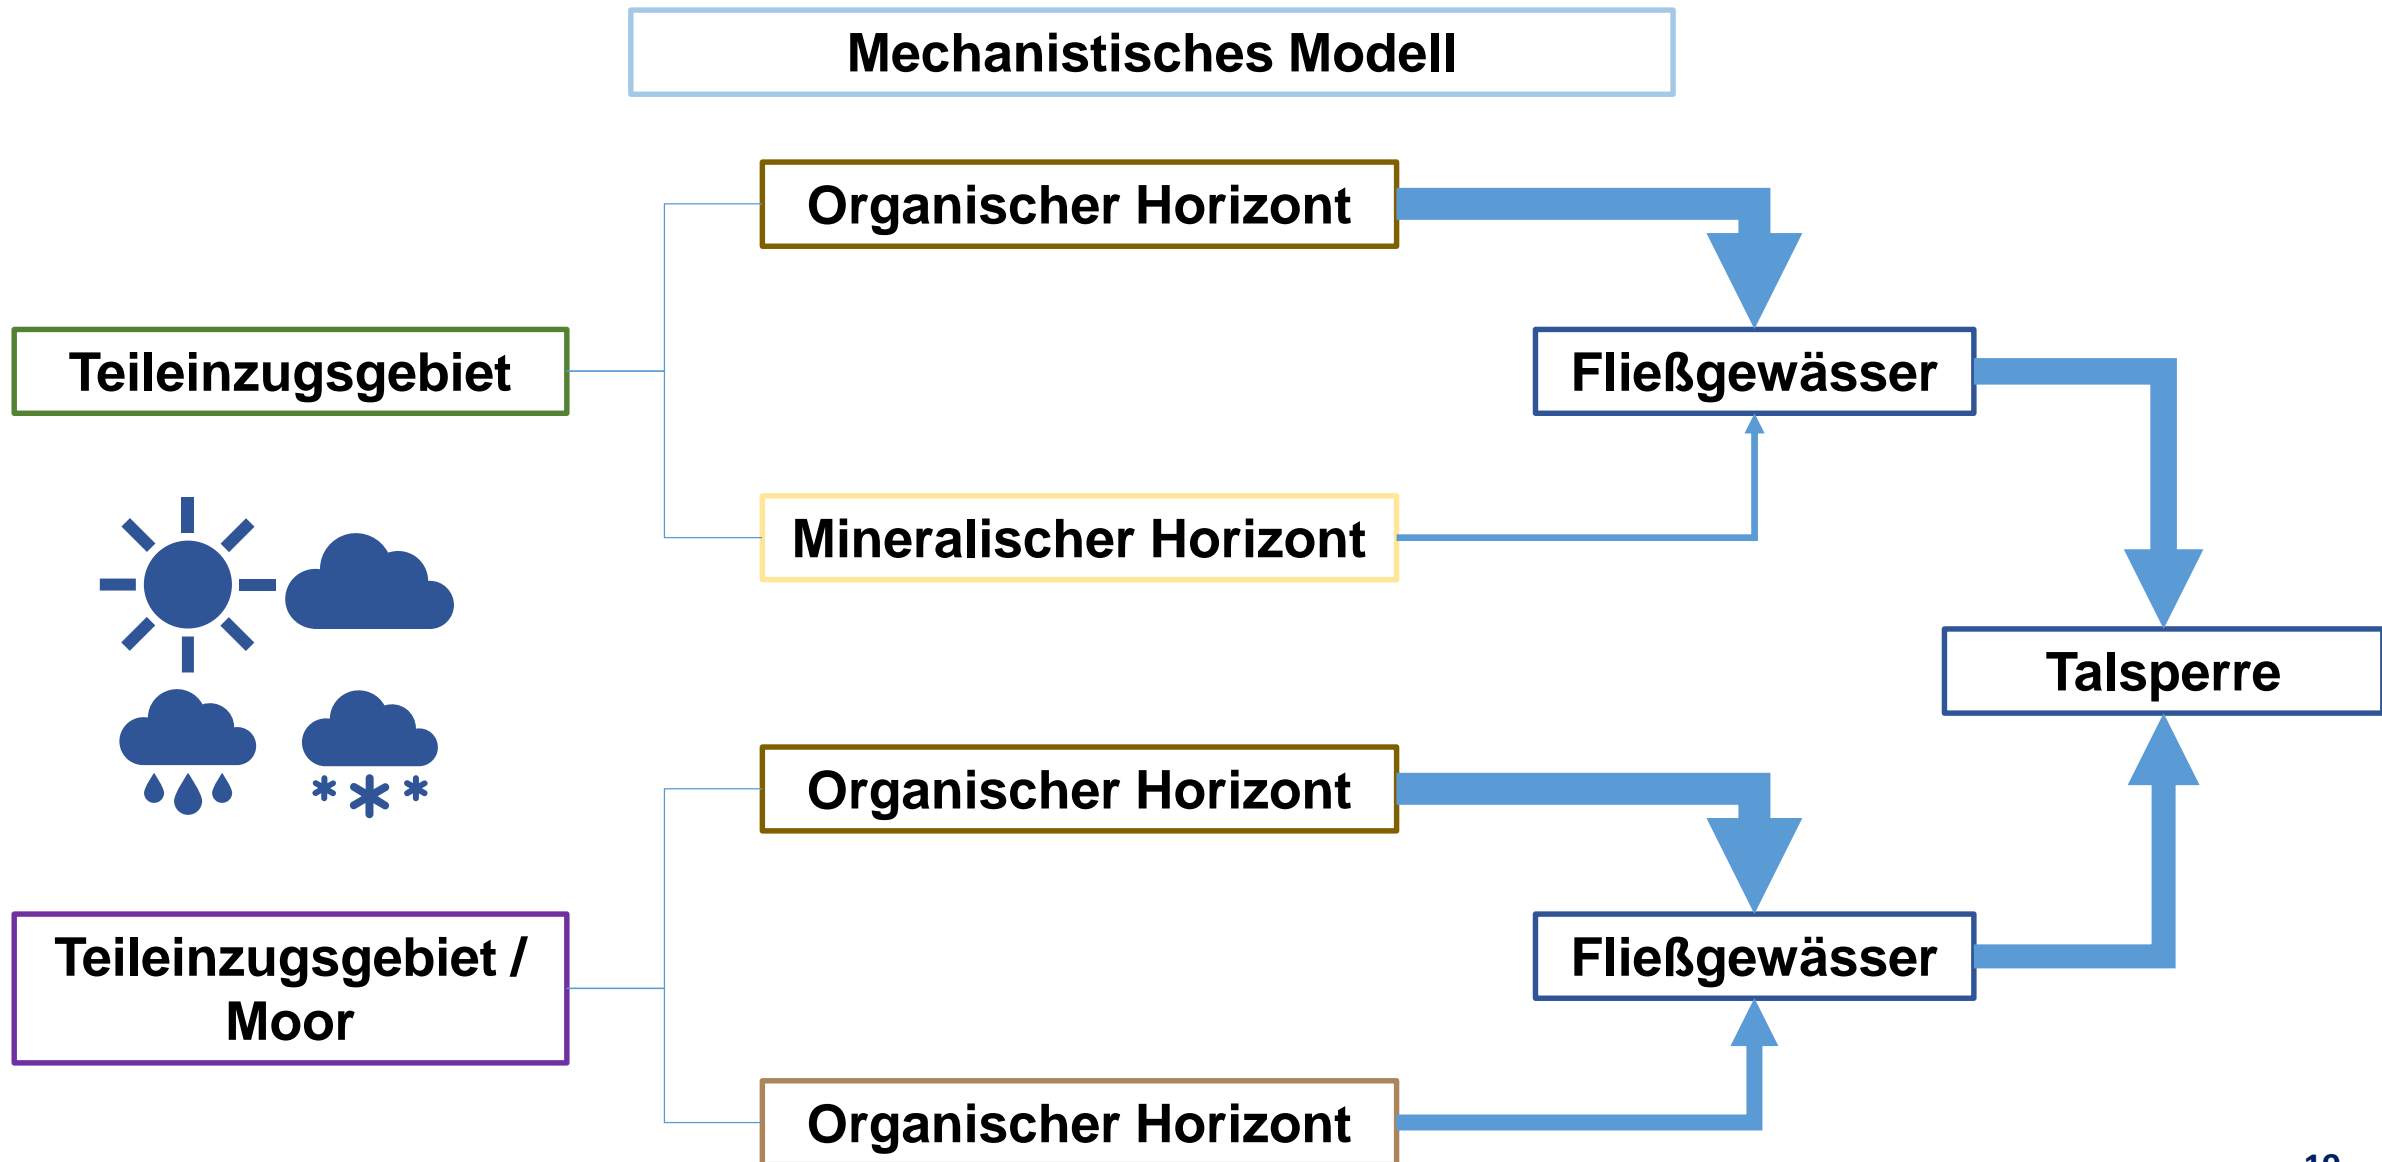 Mechanistisches Modell
Organischer Horizont
Teileinzugsgebiet
Fließgewässer
Mineralischer Horizont
Talsperre
Organischer Horizont
Teileinzugsgebiet /
Moor
Fließgewässer
Organischer Horizont